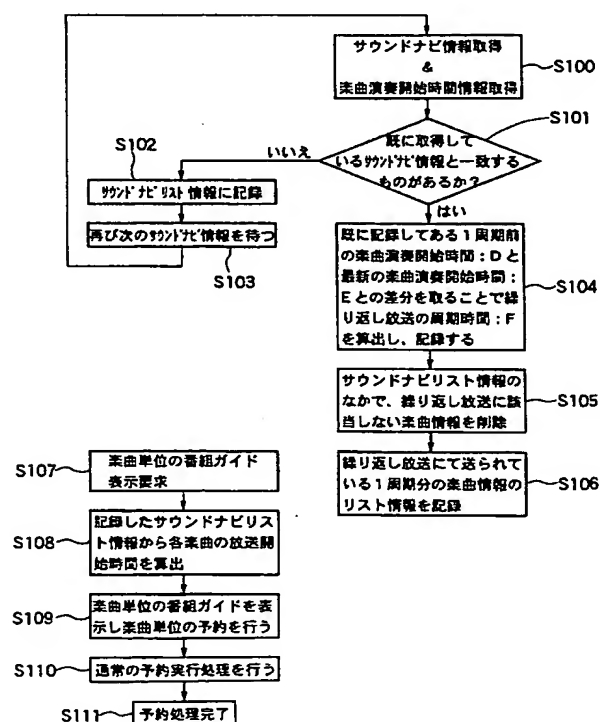 サウンドナビ情報取得
&
楽曲演奏開始時間情報取得
S100
S101
既に取得して
いるサウンドナビ情報と一致する
ものがあるか?
いいえ
はい
S102
サウンドナビリスト情報に記録
再び次のサウンドナビ情報を待つ
S103
既に記録してある1周期前
の楽曲演奏開始時間:Dと
最新の楽曲演奏開始時間:
Eとの差分を取ることで繰
り返し放送の周期時間:F
を算出し、記録する
S104
サウンドナビリスト情報の
なかで、繰り返し放送に該
当しない楽曲情報を削除
S105
繰り返し放送にて送られて
いる1周期分の楽曲情報の
リスト情報を記録
S106
S107
楽曲単位の番組ガイド
表示要求
S108
記録したサウンドナビリス
ト情報から各楽曲の放送開
始時間を算出
S109
楽曲単位の番組ガイドを表
示し楽曲単位の予約を行う
S110
通常の予約実行処理を行う
S111
予約処理完了